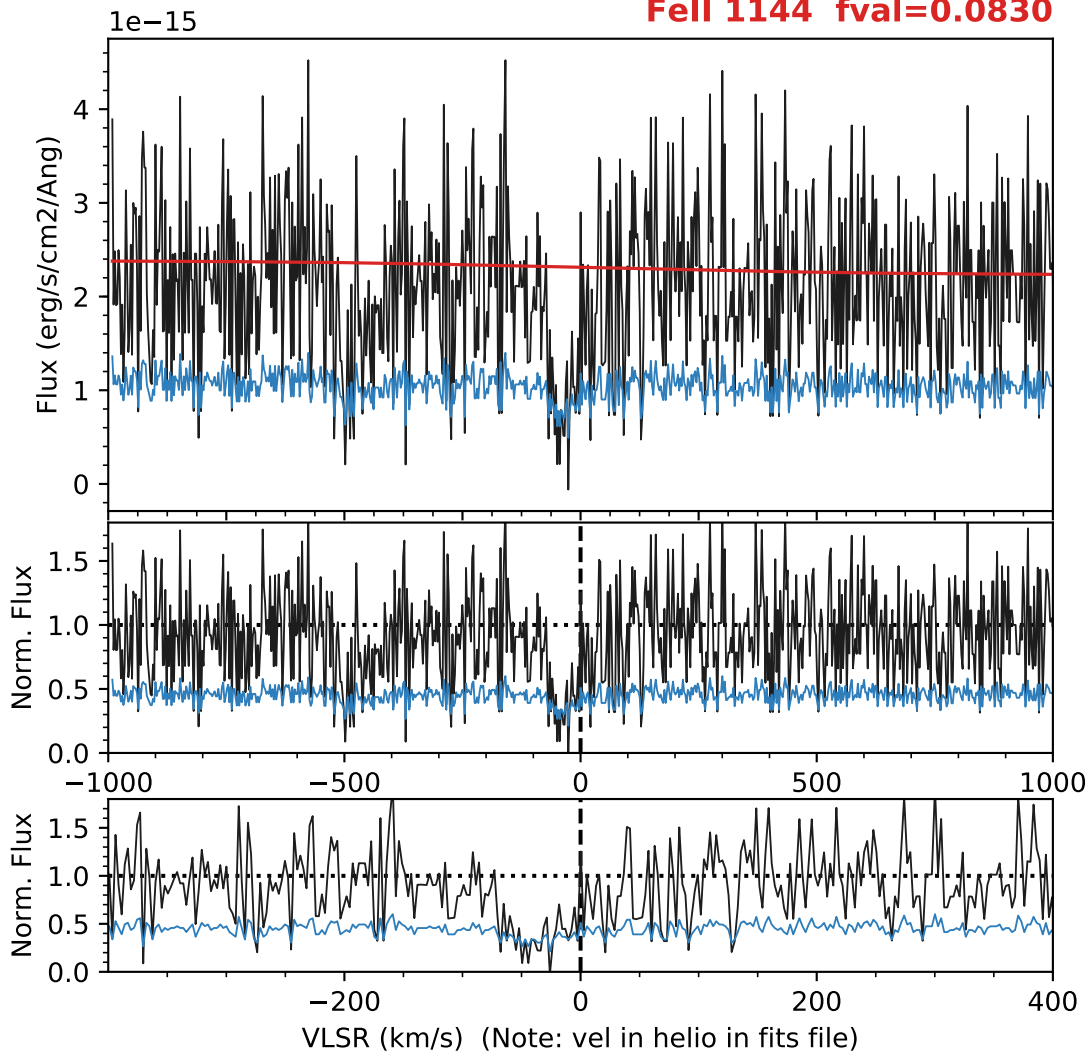 FeII 1144  fval=0.0830
1e−15
Flux (erg/s/cm2/Ang)
4
3
2
1
0
Norm. Flux
1.5
1.0
0.5
0.0
−1000 −500 0 500 1000
Norm. Flux
1.5
1.0
0.5
0.0
−200 0 200 400
VLSR (km/s)  (Note: vel in helio in fits file)